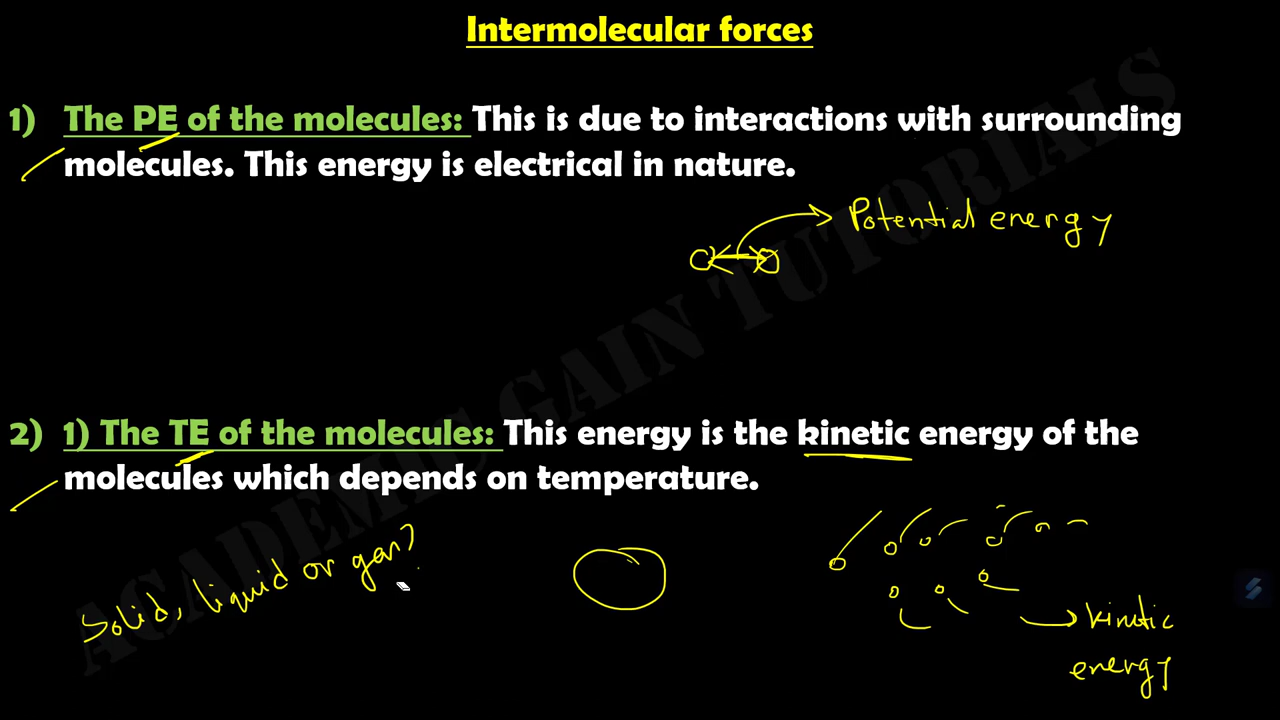 Intermolecular forces
1) The PE of the molecules: This is due to interactions with surrounding
molecules. This energy is electrical in nature.
Potential energy
2) 1) The TE of the molecules: This energy is the kinetic energy of the
molecules which depends on temperature.
Solid, liquid or gas?
kinetic
energy
ACADEMIC GAIN TUTORIALS